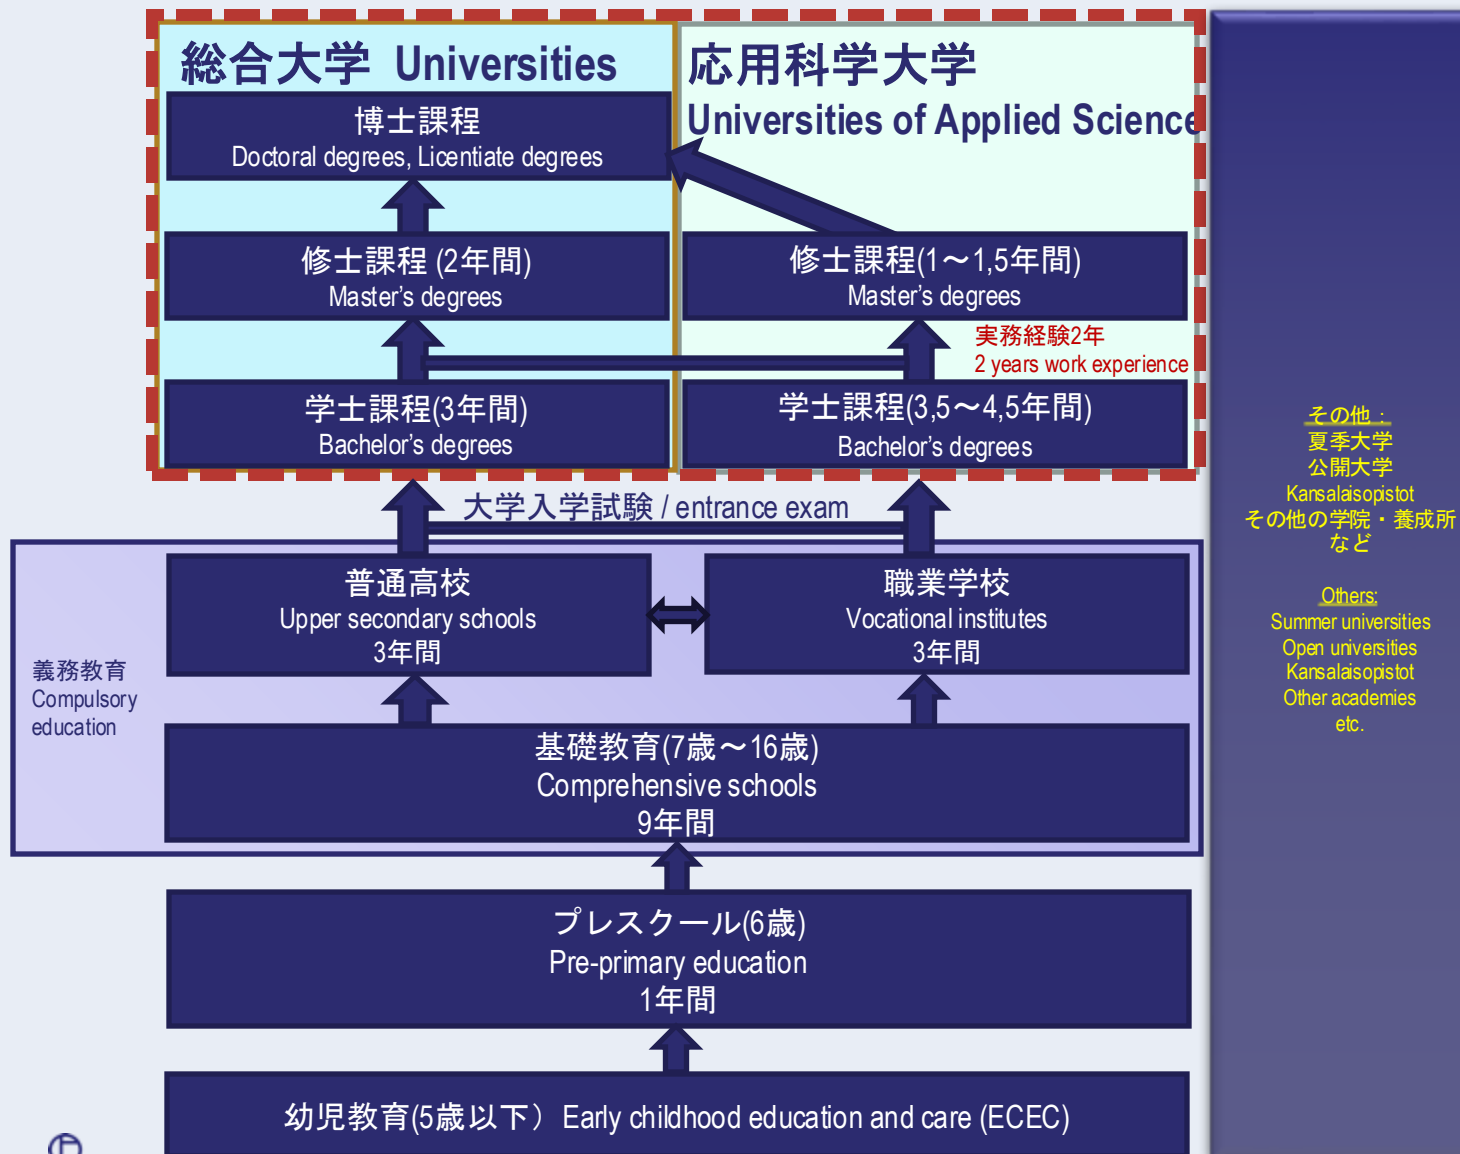 総合大学 Universities
博士課程
Doctoral degrees, Licentiate degrees
修士課程 (2年間)
Master's degrees
学士課程(3年間)
Bachelor's degrees
応用科学大学
Universities of Applied Science
修士課程(1～1,5年間)
Master's degrees
実務経験2年
2 years work experience
学士課程(3,5～4,5年間)
Bachelor's degrees
大学入学試験 / entrance exam
義務教育
Compulsory
education
普通高校
Upper secondary schools
3年間
職業学校
Vocational institutes
3年間
基礎教育(7歳～16歳)
Comprehensive schools
9年間
プレスクール(6歳)
Pre-primary education
1年間
幼児教育(5歳以下）Early childhood education and care (ECEC)
その他：
夏季大学
公開大学
Kansalaisopistot
その他の学院・養成所
など
Others:
Summer universities
Open universities
Kansalaisopistot
Other academies
etc.